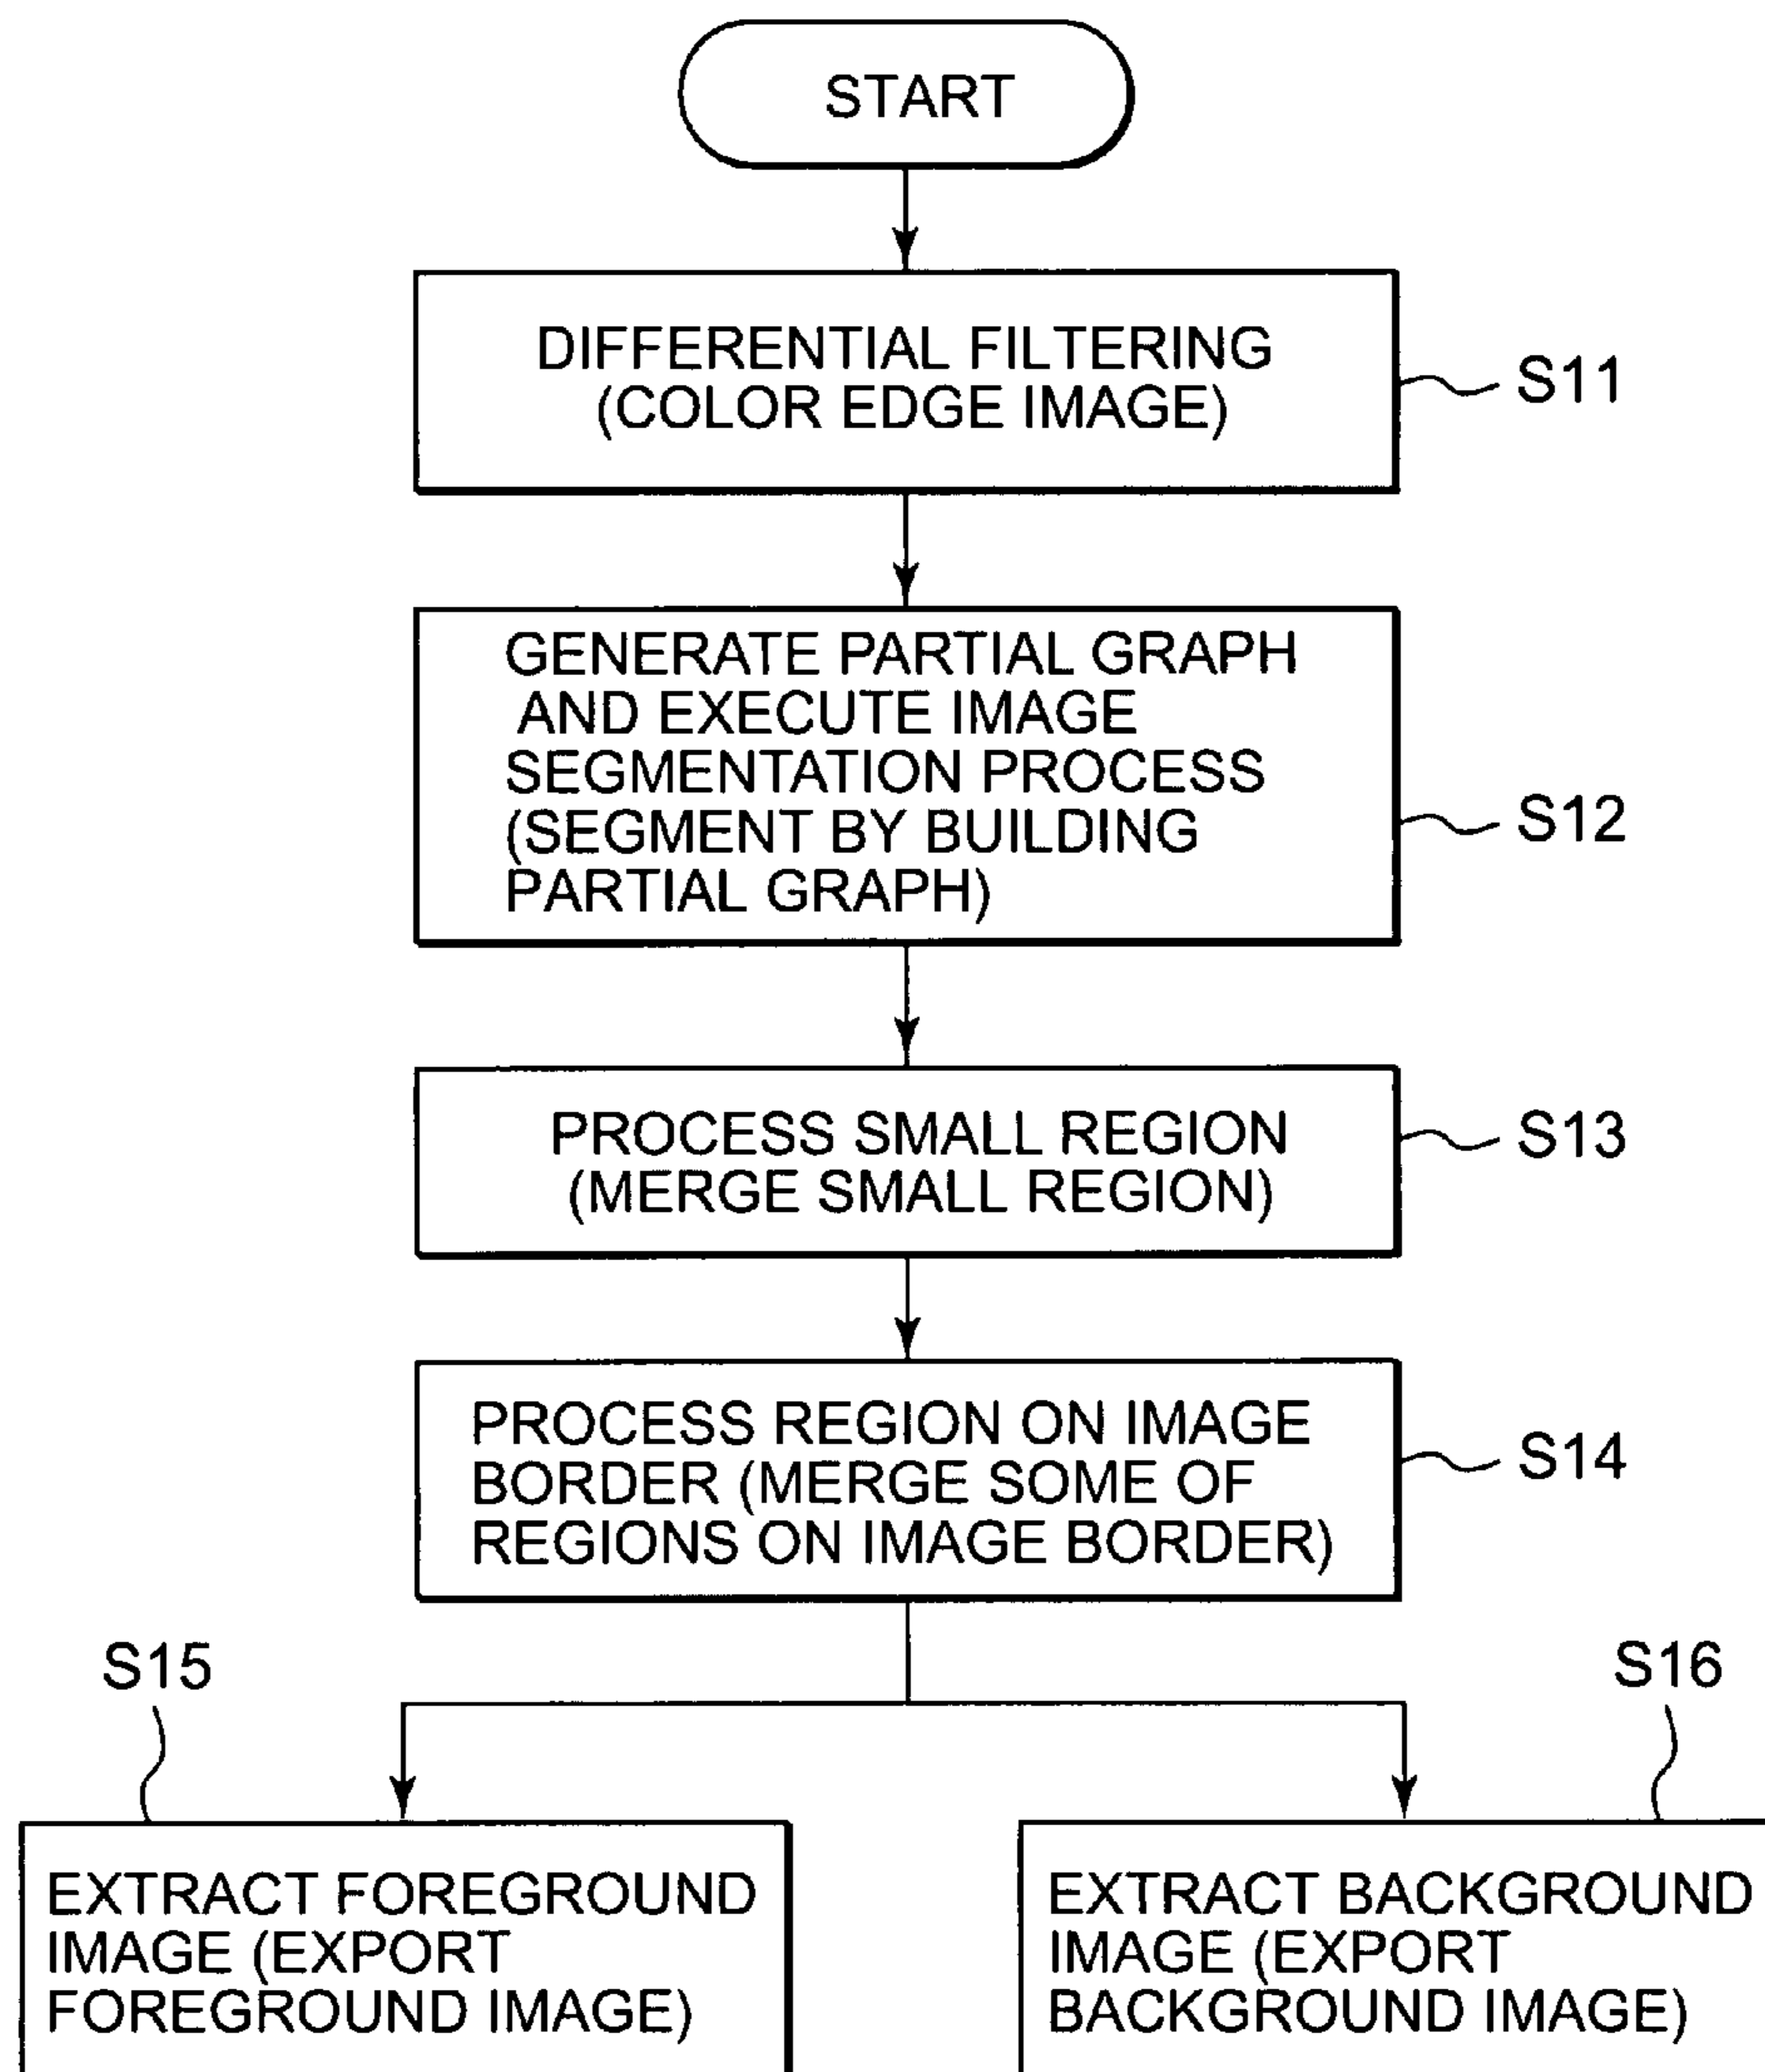 START
DIFFERENTIAL FILTERING
(COLOR EDGE IMAGE)
S11
GENERATE PARTIAL GRAPH
AND EXECUTE IMAGE
SEGMENTATION PROCESS
(SEGMENT BY BUILDING
PARTIAL GRAPH)
S12
PROCESS SMALL REGION
(MERGE SMALL REGION)
S13
PROCESS REGION ON IMAGE
BORDER (MERGE SOME OF
REGIONS ON IMAGE BORDER)
S14
S15
EXTRACT FOREGROUND
IMAGE (EXPORT
FOREGROUND IMAGE)
S16
EXTRACT BACKGROUND
IMAGE (EXPORT
BACKGROUND IMAGE)